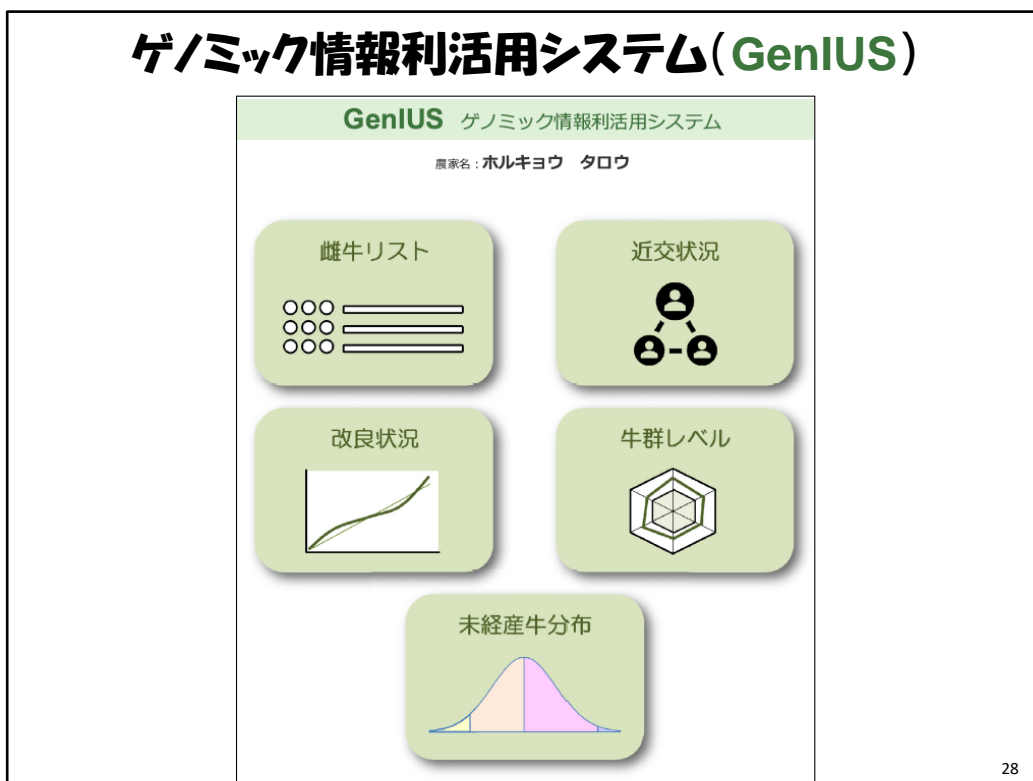 ゲノミック情報利活用システム(GenIUS)
GenIUS ゲノミック情報利活用システム
農家名:ホルキョウ タロウ
雌牛リスト
近交状況
改良状況
牛群レベル
未経産牛分布
28